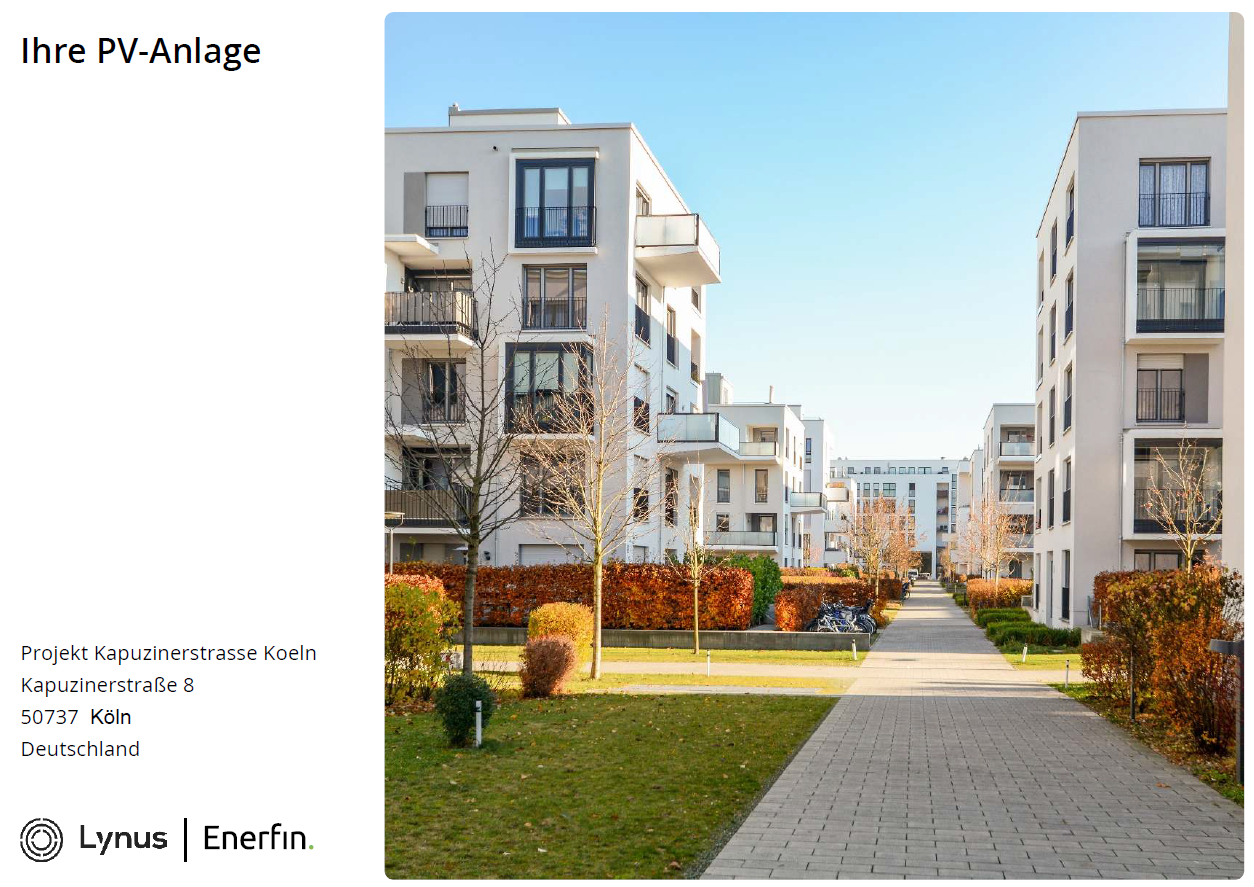 Ihre PV-Anlage
Projekt Kapuzinerstrasse Koeln
Kapuzinerstraße 8
50737 Köln
Deutschland
Lynus | Enerfin.